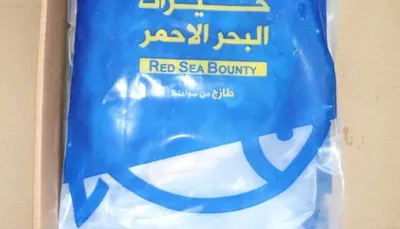 خيرات
البحر الاحمر
RED SEA BOUNTY
طازج من سواحلنا